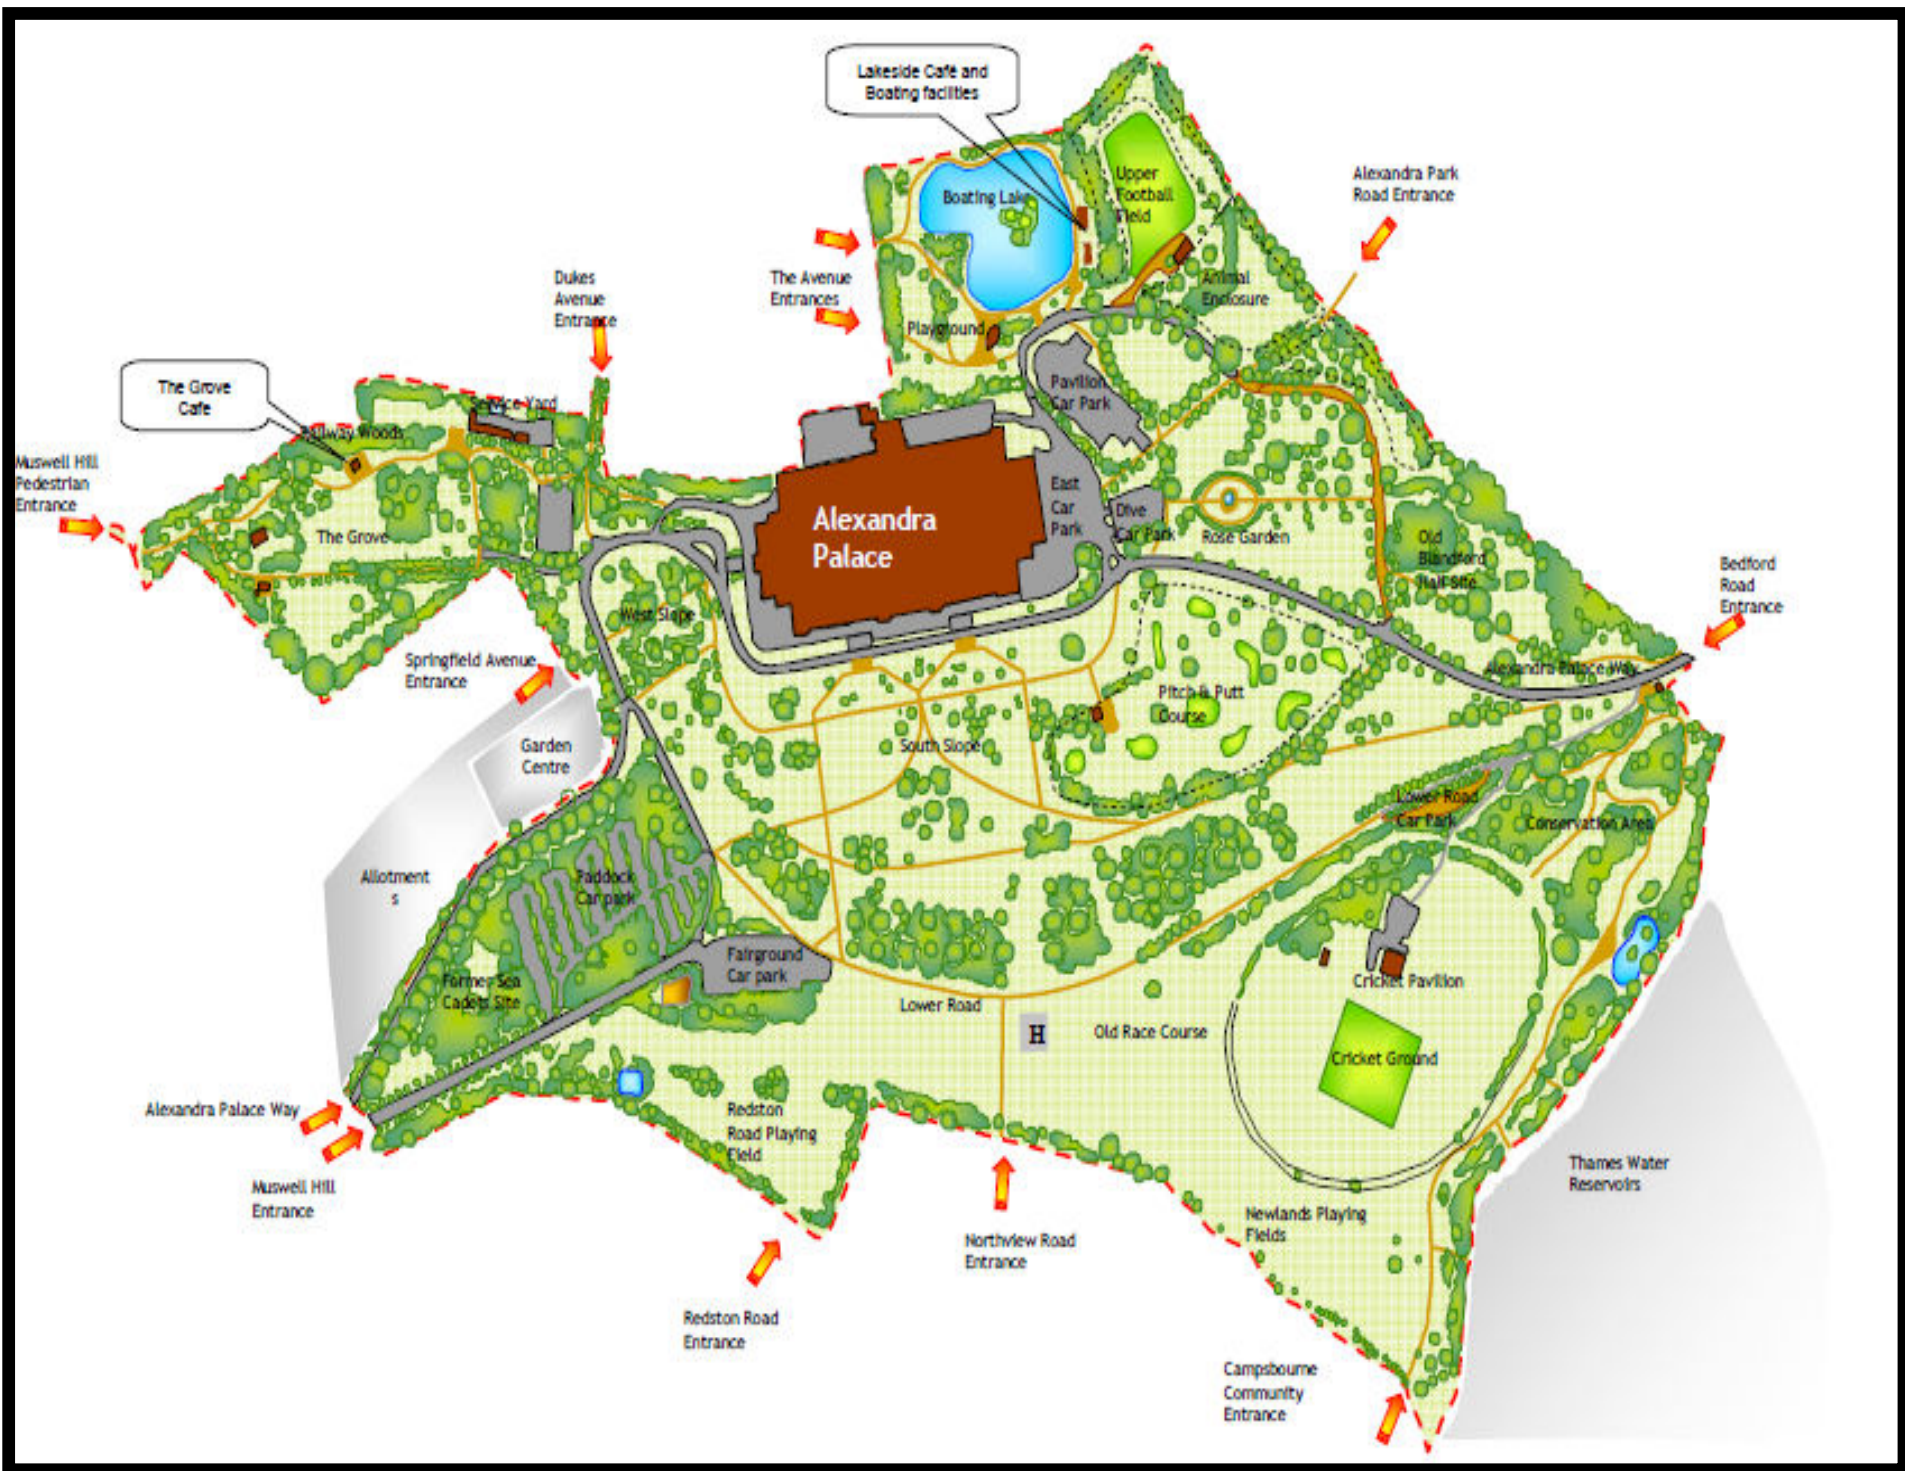 Lakeside Café and
Boating facilities
Alexandra Park
Road Entrance
Upper
Football
Field
Boating Lake
Animal
Enclosure
The Avenue
Entrances
Dukes
Avenue
Entrance
Playground
The Grove
Cafe
Service Yard
Pavilion
Car Park
Woods
Muswell Hill
Pedestrian
Entrance
The Grove
Alexandra
Palace
East
Car
Park
Dive
Car Park
Rose Garden
Old
Blandford
Hall Site
Bedford
Road
Entrance
West Slope
Springfield Avenue
Entrance
Alexandra Palace Way
Pitch & Putt
Course
Garden
Centre
South Slope
Lower Road
Car Park
Conservation Area
Allotment
s
Paddock
Car park
Fairground
Car park
Former Sea
Cadets Site
Cricket Pavilion
Lower Road
H
Old Race Course
Cricket Ground
Alexandra Palace Way
Redston
Road Playing
Field
Muswell Hill
Entrance
Thames Water
Reservoirs
Newlands Playing
Fields
Northview Road
Entrance
Redston Road
Entrance
Campsbourne
Community
Entrance